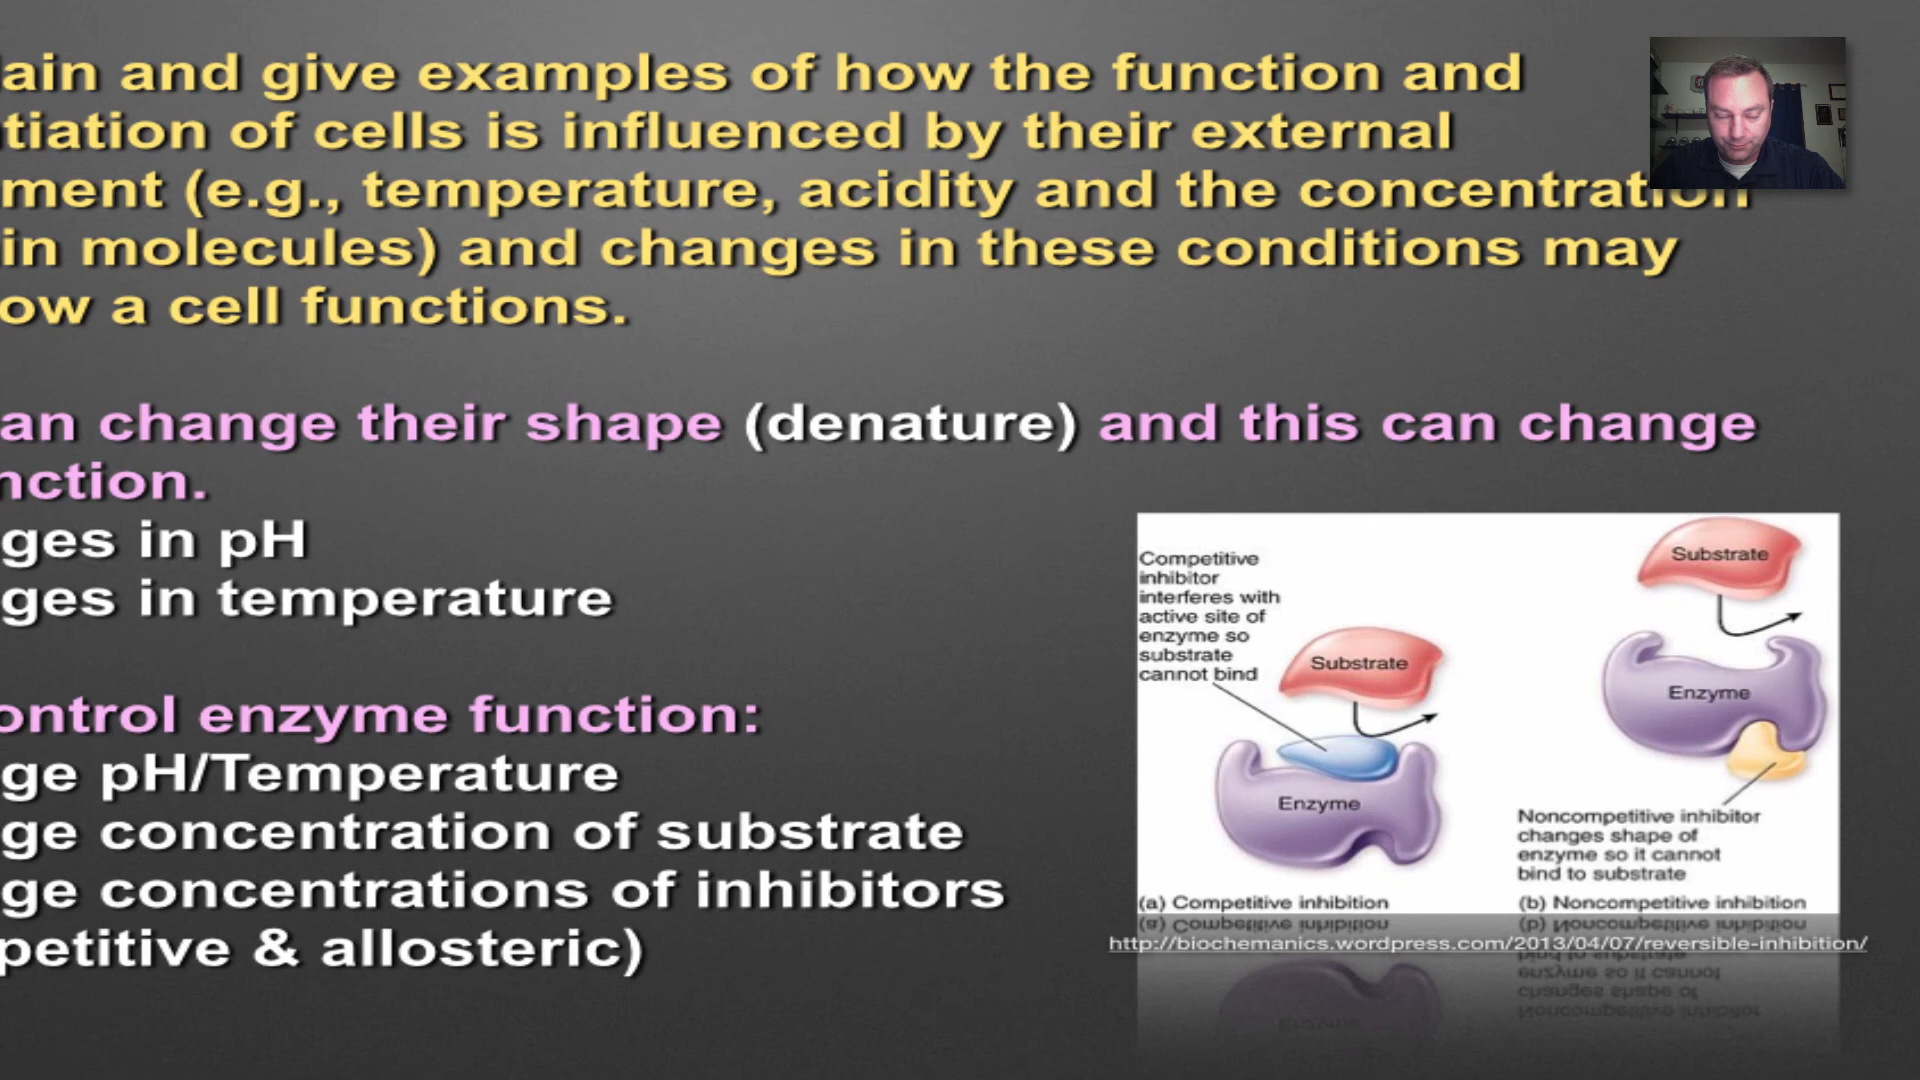 ain and give examples of how the function and
tiation of cells is influenced by their external
ment (e.g., temperature, acidity and the concentration
in molecules) and changes in these conditions may
ow a cell functions.
an change their shape (denature) and this can change
nction.
ges in pH
ges in temperature
ontrol enzyme function:
ge pH/Temperature
ge concentration of substrate
ge concentrations of inhibitors
petitive & allosteric)
Competitive
inhibitor
interferes with
active site of
enzyme so
substrate
cannot bind
Substrate
Enzyme
(a) Competitive inhibition
Substrate
Enzyme
Noncompetitive inhibitor
changes shape of
enzyme so it cannot
bind to substrate
(b) Noncompetitive inhibition
http://biochemanics.wordpress.com/2013/04/07/reversible-inhibition/